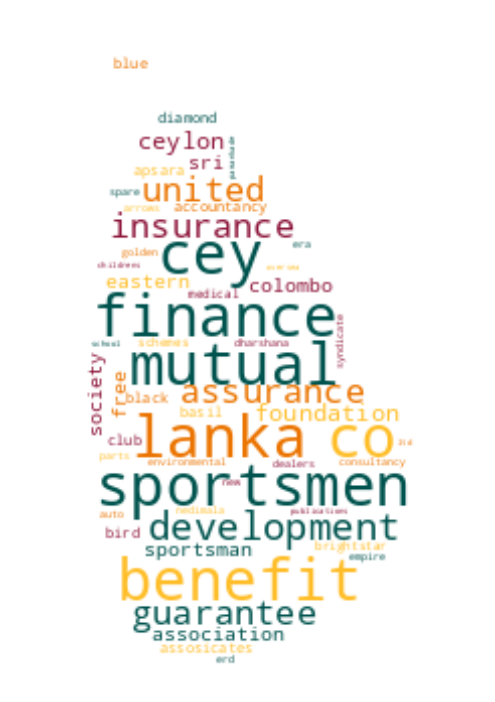 blue
diamond
ceylon
sri
apsara
spare
united
arrows
accountancy
insurance
era
golden
cey
childrens
eastern
medical
colombo
finance
syndicate
school
schemes
dharshana
mutual
society
free
black
assurance
basil
foundation
club
lanka
co
ltd
parts
environmental
dealers
consultancy
new
sportsmen
auto
nedimala
publications
bird
development
sportsman
brightstar
empire
benefit
guarantee
association
assosicates
erd